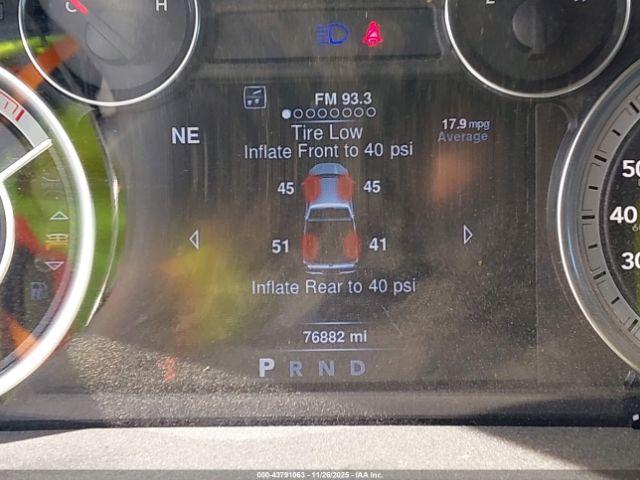 C H E
FM 93.3
NE
Tire Low
17.9 mpg
Average
Inflate Front to 40 psi
45 45
51 41
Inflate Rear to 40 psi
76882 mi
P R N D
50
40
30
000-43791063 - 11/26/2025 - IAA Inc.